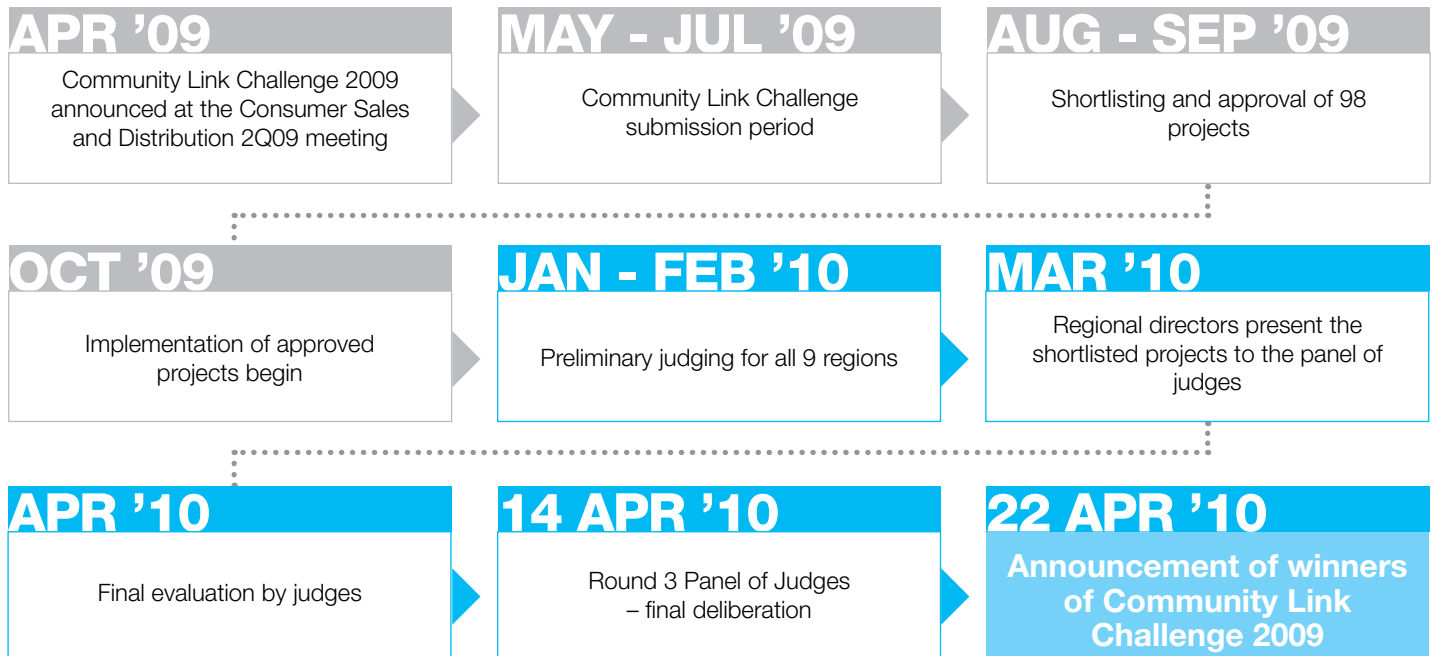 APR ’09
Community Link Challenge 2009
announced at the Consumer Sales
and Distribution 2Q09 meeting
MAY - JUL ’09
Community Link Challenge
submission period
AUG - SEP ’09
Shortlisting and approval of 98
projects
OCT ’09
Implementation of approved
projects begin
JAN - FEB ’10
Preliminary judging for all 9 regions
MAR ’10
Regional directors present the
shortlisted projects to the panel of
judges
APR ’10
Final evaluation by judges
14 APR ’10
Round 3 Panel of Judges
– final deliberation
22 APR ’10
Announcement of winners
of Community Link
Challenge 2009